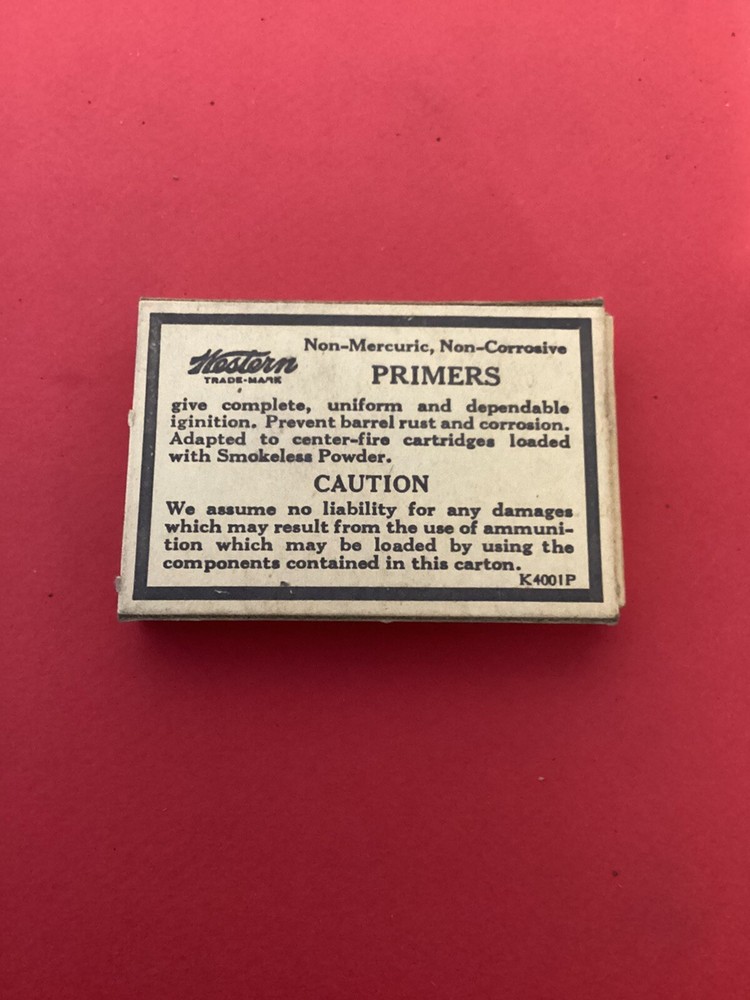 Western
TRADE-MARK
Non-Mercuric, Non-Corrosive
PRIMERS
give complete, uniform and dependable
iginition. Prevent barrel rust and corrosion.
Adapted to center-fire cartridges loaded
with Smokeless Powder.
CAUTION
We assume no liability for any damages
which may result from the use of ammuni-
tion which may be loaded by using the
components contained in this carton.
K4001P